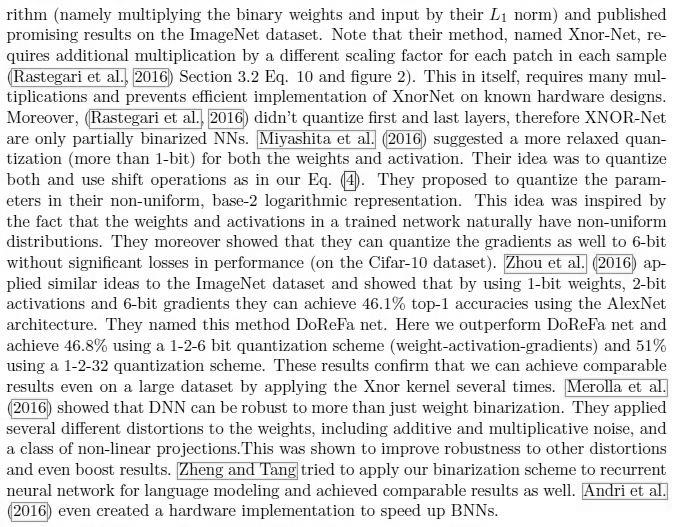 rithm (namely multiplying the binary weights and input by their L₁ norm) and published
promising results on the ImageNet dataset. Note that their method, named Xnor-Net, re-
quires additional multiplication by a different scaling factor for each patch in each sample
(Rastegari et al., 2016) Section 3.2 Eq. 10 and figure 2). This in itself, requires many mul-
tiplications and prevents efficient implementation of XnorNet on known hardware designs.
Moreover, (Rastegari et al., 2016) didn't quantize first and last layers, therefore XNOR-Net
are only partially binarized NNs. Miyashita et al. (2016) suggested a more relaxed quan-
tization (more than 1-bit) for both the weights and activation. Their idea was to quantize
both and use shift operations as in our Eq. (4). They proposed to quantize the param-
eters in their non-uniform, base-2 logarithmic representation. This idea was inspired by
the fact that the weights and activations in a trained network naturally have non-uniform
distributions. They moreover showed that they can quantize the gradients as well to 6-bit
without significant losses in performance (on the Cifar-10 dataset). Zhou et al. (2016) ap-
plied similar ideas to the ImageNet dataset and showed that by using 1-bit weights, 2-bit
activations and 6-bit gradients they can achieve 46.1% top-1 accuracies using the AlexNet
architecture. They named this method DoReFa net. Here we outperform DoReFa net and
achieve 46.8% using a 1-2-6 bit quantization scheme (weight-activation-gradients) and 51%
using a 1-2-32 quantization scheme. These results confirm that we can achieve comparable
results even on a large dataset by applying the Xnor kernel several times. Merolla et al.
(2016) showed that DNN can be robust to more than just weight binarization. They applied
several different distortions to the weights, including additive and multiplicative noise, and
a class of non-linear projections.This was shown to improve robustness to other distortions
and even boost results. Zheng and Tang tried to apply our binarization scheme to recurrent
neural network for language modeling and achieved comparable results as well. Andri et al.
(2016) even created a hardware implementation to speed up BNNs.